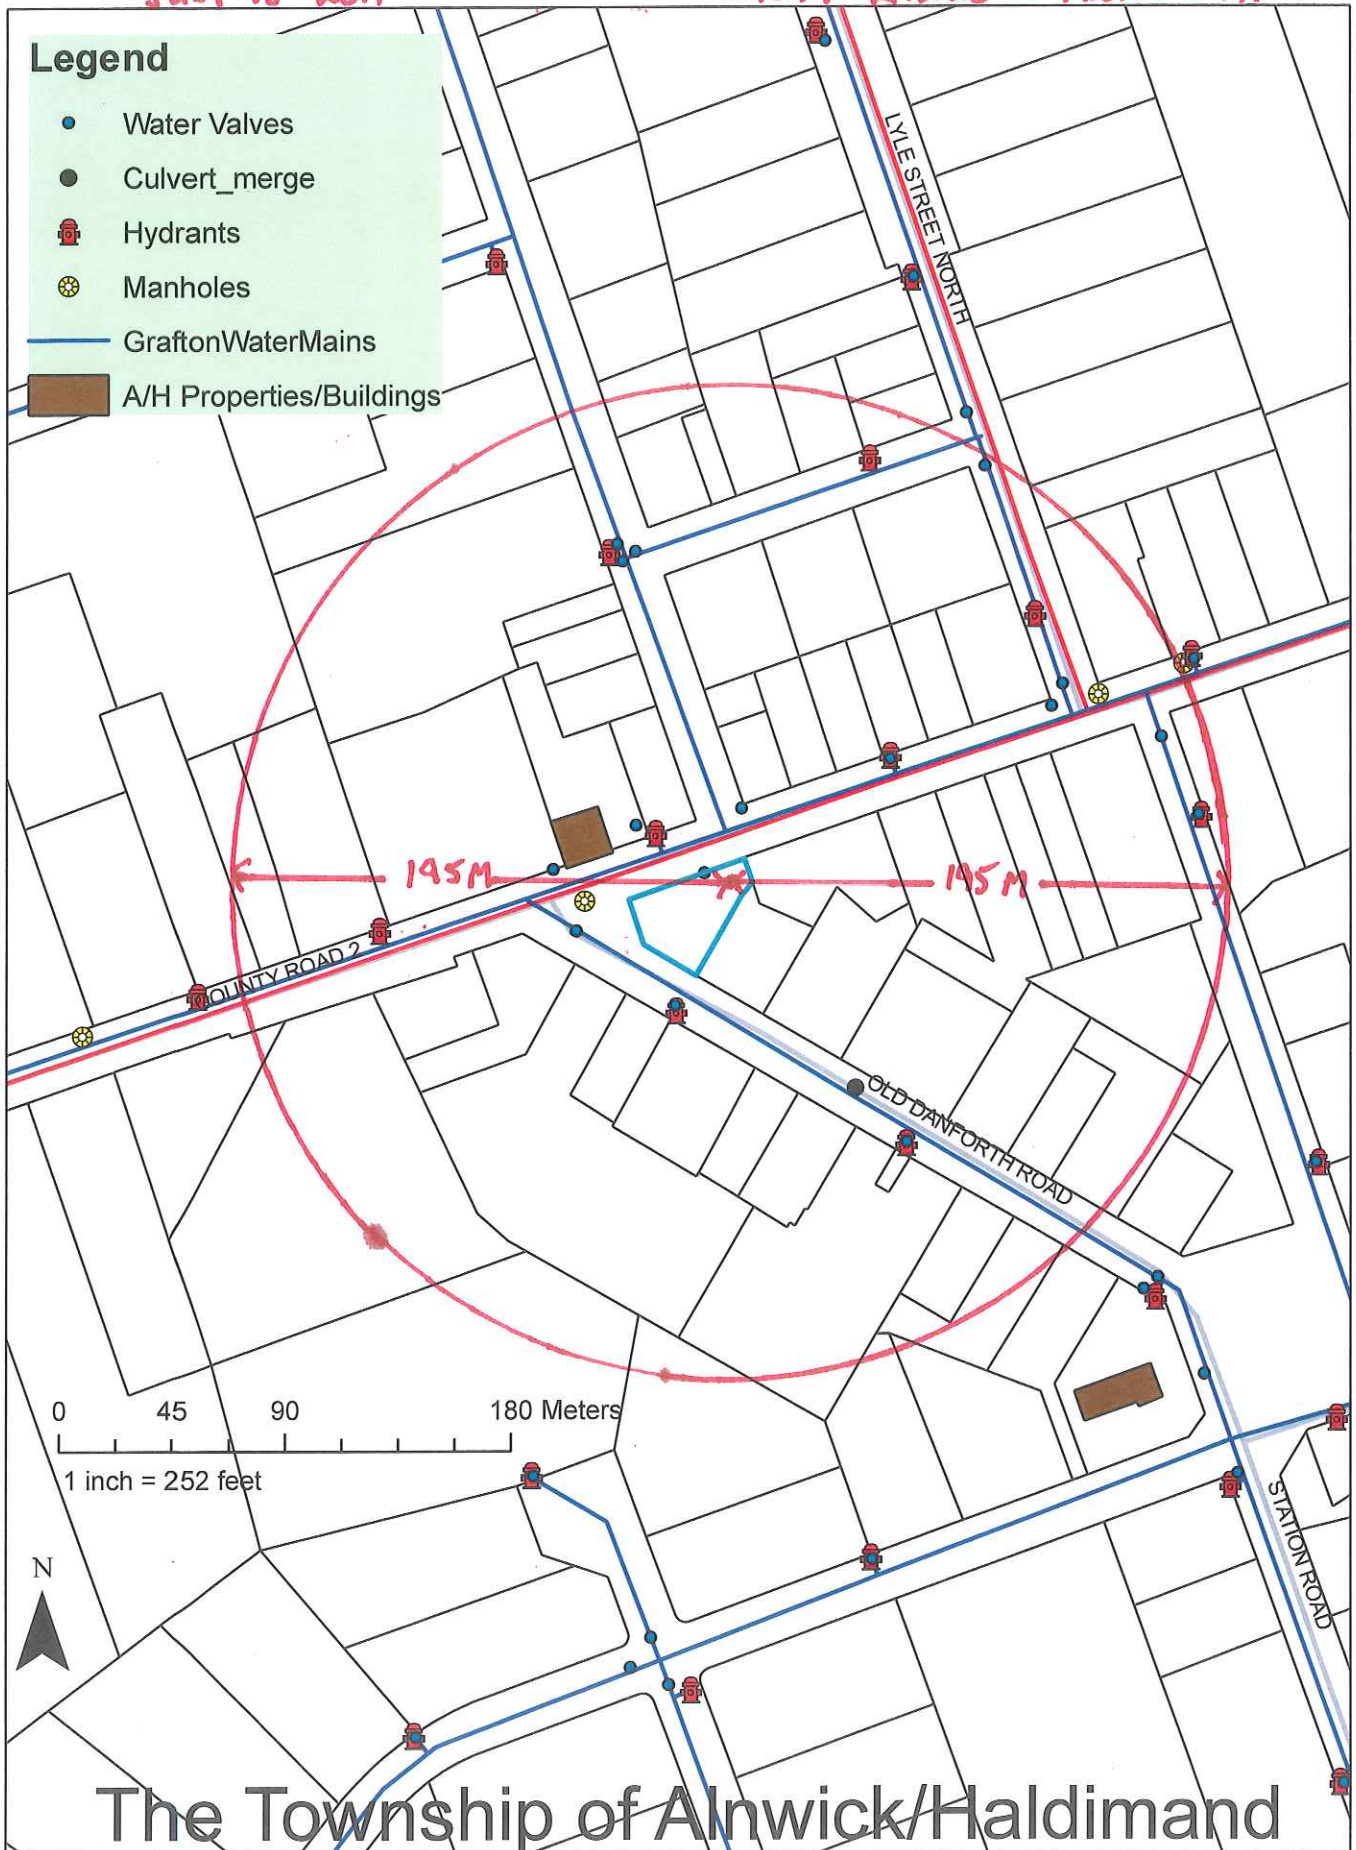 Legend
Water Valves
Culvert_merge
Hydrants
Manholes
GraftonWaterMains
A/H Properties/Buildings
LYLE STREET NORTH
195M
195M
OUNTY ROAD 2
OLD DANFORTH ROAD
0 45 90 180 Meters
1 inch = 252 feet
STATION ROAD
N
The Township of Alnwick/Haldimand